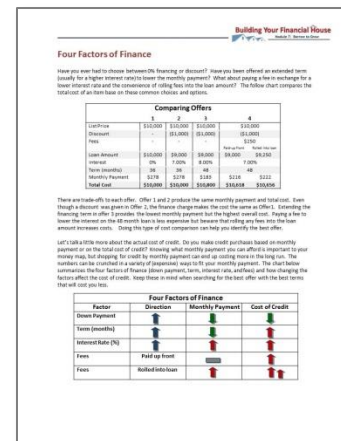 Building Your Financial House
Four Factors of Finance
Have you ever had to choose between 0% financing or discount? Have you been offered an extended term
(usually for a higher interest rate) to lower the monthly payment? What about paying a fee in exchange for a
lower interest rate and the convenience of rolling fees into the loan amount? The follow chart compares the
total cost of an item base on these common choices and options.
Comparing Offers
1 2 3 4
List Price $10,000 $10,000 $10,000 $10,000
Discount - ($1,000) ($1,000) ($1,000)
Fees - - - $250
Paid up front Rolled into loan
Loan Amount $10,000 $9,000 $9,000 $9,000 $9,250
Interest 0% 7.00% 8.00% 7.00%
Term (months) 36 36 48 48
Monthly Payment $278 $278 $216 $222
Total Cost $10,000 $10,000
There are trade-offs to each offer. Offer 1 and 2 produce the same monthly payment and total cost. Even
though a discount was given in Offer 2, the finance charge makes the cost the same as Offer1. Extending the
financing term in offer 3 provides the lowest monthly payment but the highest overall cost. Paying a fee to
lower the interest on the 48 month loan is less expensive but beware that rolling any fees into the loan
amount increases costs. Doing this type of cost comparison can help you identify the best offer.
Let's talk a little more about the actual cost of credit. Do you make credit purchases based on monthly
payment or on the total cost of credit? Knowing what monthly payment you can afford is important to your
money map, but shopping for credit by monthly payment can end up costing more in the long run. The
numbers can be crunched in a variety of (expensive) ways to fit your monthly payment. The chart below
summarizes the four factors of finance (down payment, term, interest rate, and fees) and how changing the
factors affect the cost of credit. Keep these in mind when searching for the best offer with the best terms
that will cost you less.
Four Factors of Finance
Factor Direction Monthly Payment Cost of Credit
Down Payment
Term (months)
Interest Rate (%)
Fees Paid up front
Fees Rolled into loan